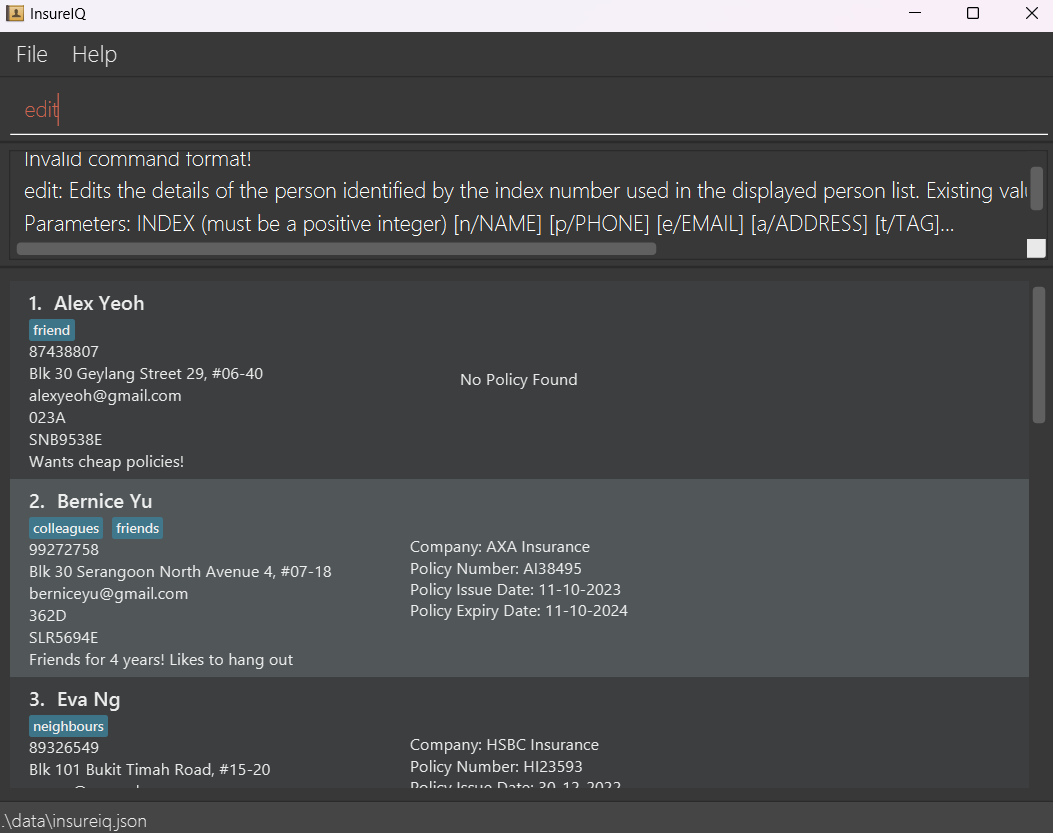 InsureIQ
File Help
edit
Invalid command format!
edit: Edits the details of the person identified by the index number used in the displayed person list. Existing
Parameters: INDEX (must be a positive integer) [n/NAME] [p/PHONE] [e/EMAIL] [a/ADDRESS] [t/TAG]...
1. Alex Yeoh
friend
87438807
Blk 30 Geylang Street 29, #06-40
alexyeoh@gmail.com
023A
SNB9538E
Wants cheap policies!
No Policy Found
2. Bernice Yu
colleagues friends
99272758
Blk 30 Serangoon North Avenue 4, #07-18
berniceyu@gmail.com
362D
SLR5694E
Friends for 4 years! Likes to hang out
Company: AXA Insurance
Policy Number: AI38495
Policy Issue Date: 11-10-2023
Policy Expiry Date: 11-10-2024
3. Eva Ng
neighbours
89326549
Blk 101 Bukit Timah Road, #15-20
Company: HSBC Insurance
Policy Number: HI23593
Policy Issue Date: 30-12-2022
.\data\insureiq.json